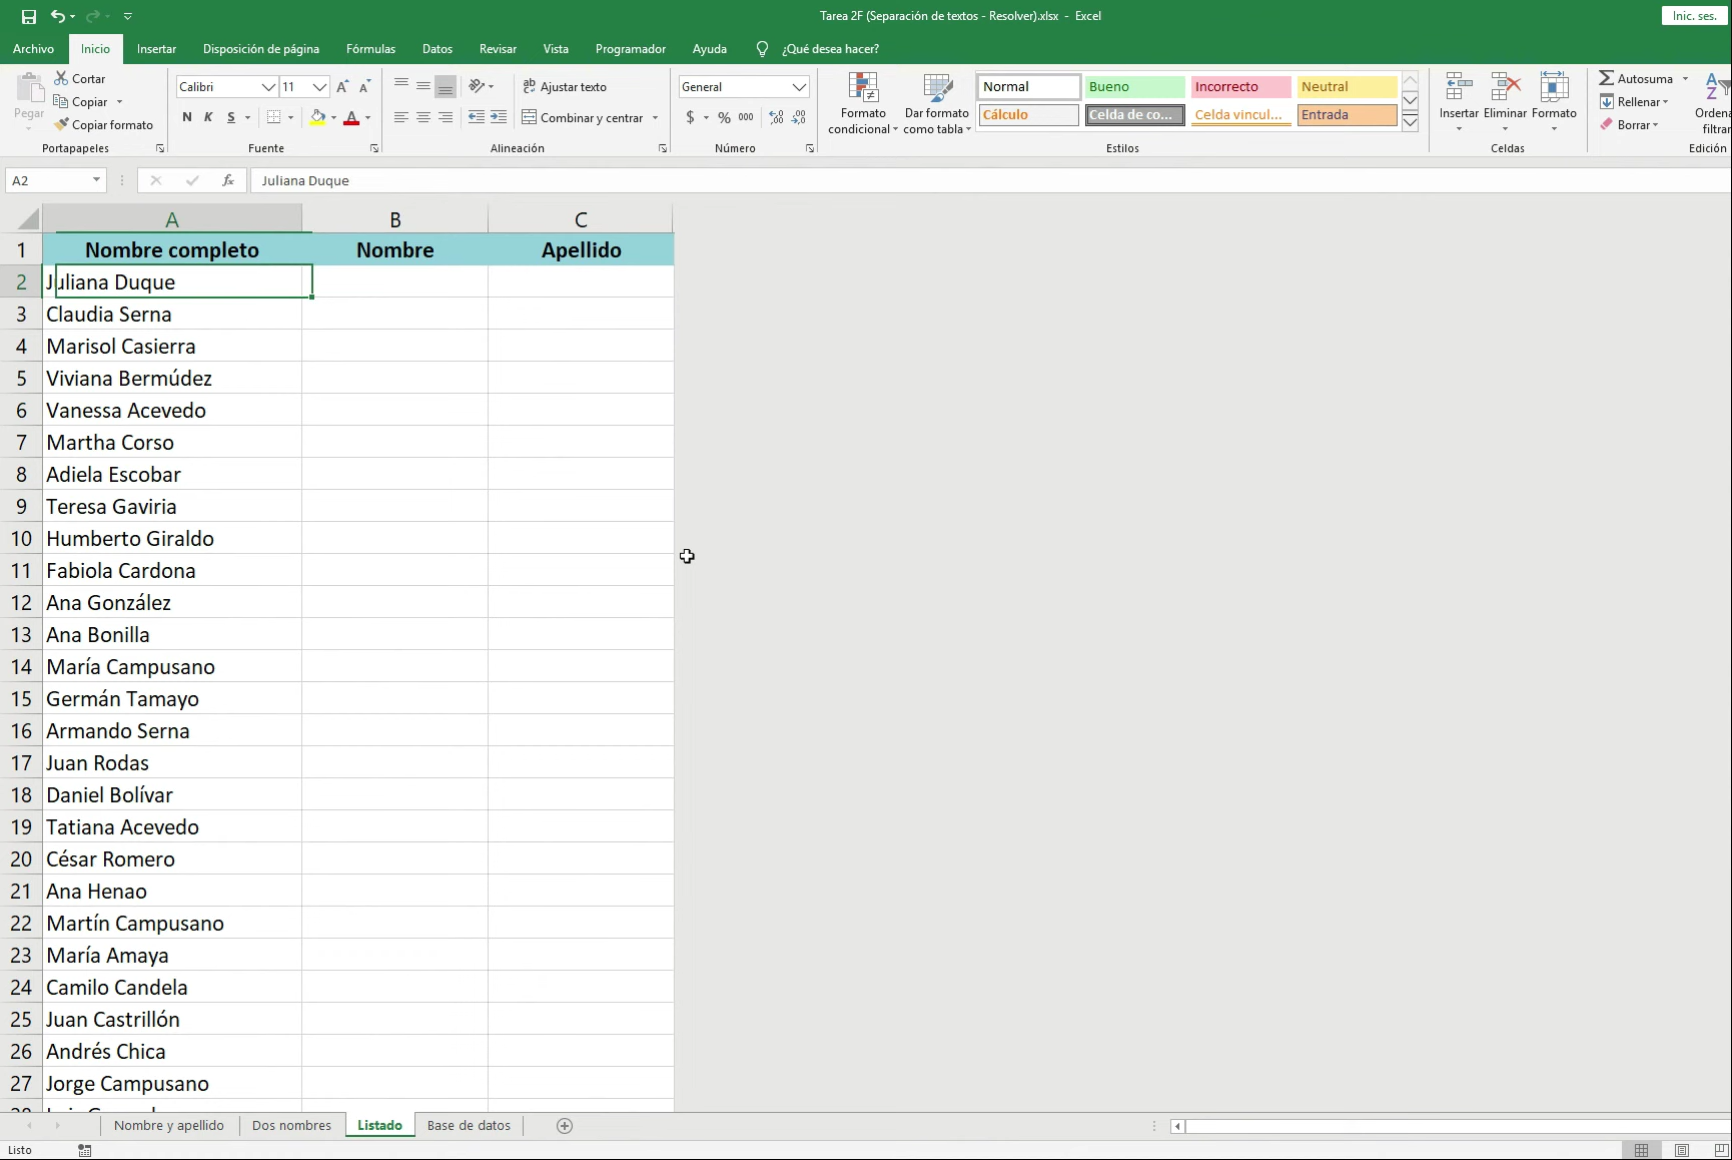 Tarea 2F (Separación de textos - Resolver).xlsx - Excel
Inic. ses.
Archivo Inicio Insertar Disposición de página Fórmulas Datos Revisar Vista Programador Ayuda ¿Qué desea hacer?
Pegar
Cortar
Copiar
Copiar formato
Portapapeles
Calibri 11
N K S
Fuente
Ajustar texto
Combinar y centrar
Alineación
General
$ % 000
Número
Formato condicional
Dar formato como tabla
Normal Bueno Incorrecto Neutral
Cálculo Celda de co... Celda vincul... Entrada
Estilos
Insertar Eliminar Formato
Celdas
Autosuma
Rellenar
Borrar
Edición
A2 fx Juliana Duque
A B C
1 Nombre completo Nombre Apellido
2 Juliana Duque
3 Claudia Serna
4 Marisol Casierra
5 Viviana Bermúdez
6 Vanessa Acevedo
7 Martha Corso
8 Adiela Escobar
9 Teresa Gaviria
10 Humberto Giraldo
11 Fabiola Cardona
12 Ana González
13 Ana Bonilla
14 María Campusano
15 Germán Tamayo
16 Armando Serna
17 Juan Rodas
18 Daniel Bolívar
19 Tatiana Acevedo
20 César Romero
21 Ana Henao
22 Martín Campusano
23 María Amaya
24 Camilo Candela
25 Juan Castrillón
26 Andrés Chica
27 Jorge Campusano
Nombre y apellido Dos nombres Listado Base de datos
Listo